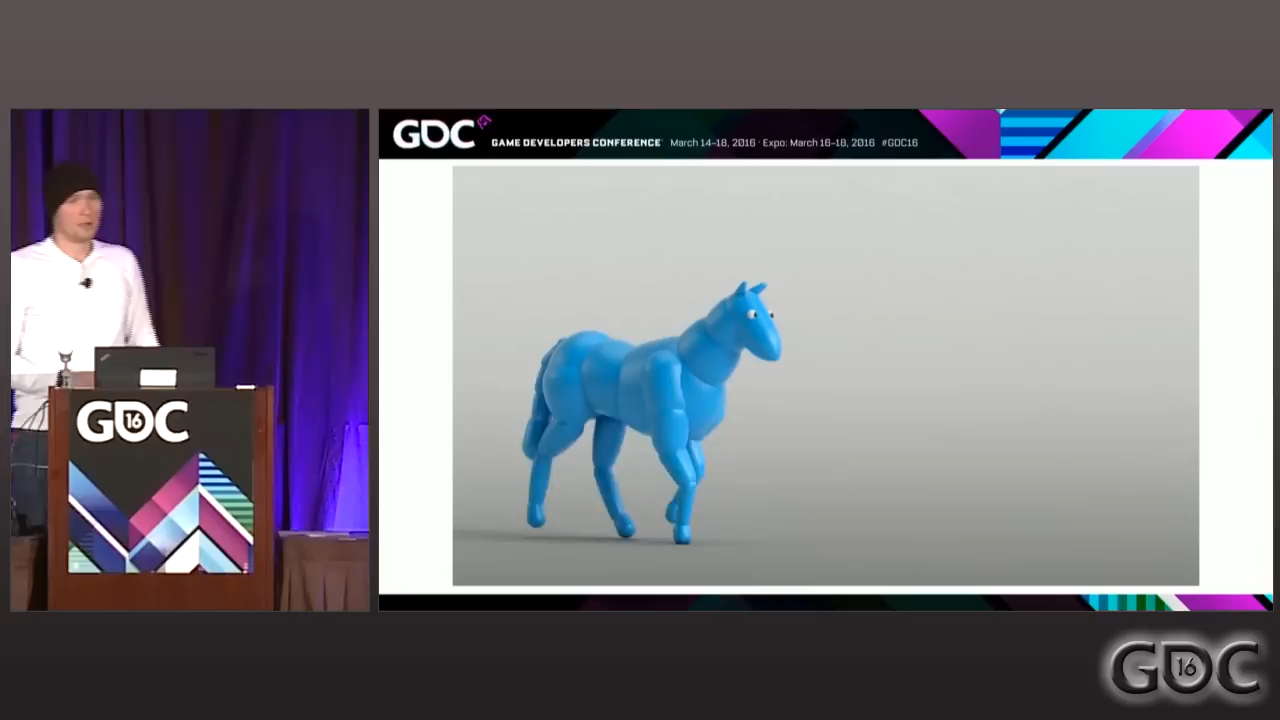 GDC
GAME DEVELOPERS CONFERENCE March 14–18, 2016 · Expo: March 16–18, 2016 #GDC16
GDC
16
GDC
16